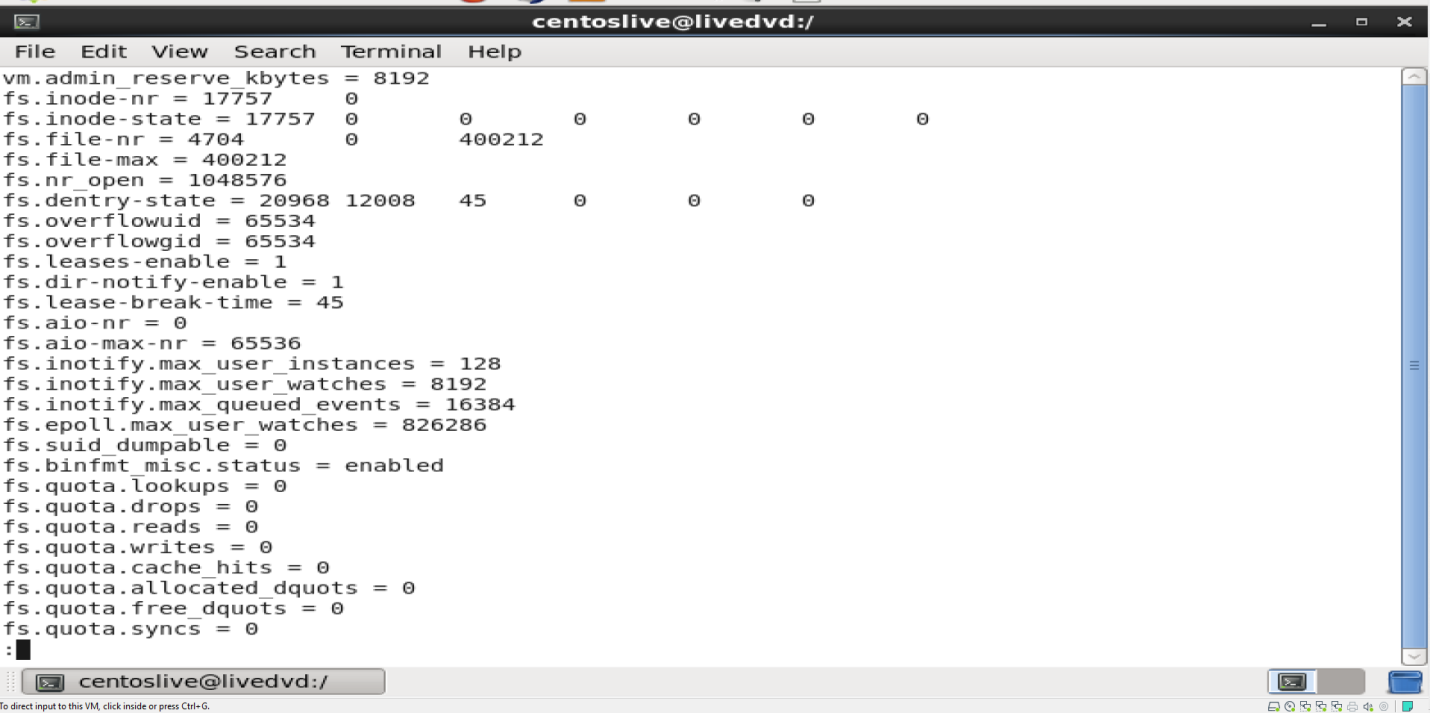 centoslive@livedvd:/
File Edit View Search Terminal Help
vm.admin_reserve_kbytes = 8192
fs.inode-nr = 17757 0
fs.inode-state = 17757 0 0 0 0 0 0
fs.file-nr = 4704 0 400212
fs.file-max = 400212
fs.nr_open = 1048576
fs.dentry-state = 20968 12008 45 0 0 0
fs.overflowuid = 65534
fs.overflowgid = 65534
fs.leases-enable = 1
fs.dir-notify-enable = 1
fs.lease-break-time = 45
fs.aio-nr = 0
fs.aio-max-nr = 65536
fs.inotify.max_user_instances = 128
fs.inotify.max_user_watches = 8192
fs.inotify.max_queued_events = 16384
fs.epoll.max_user_watches = 826286
fs.suid_dumpable = 0
fs.binfmt_misc.status = enabled
fs.quota.lookups = 0
fs.quota.drops = 0
fs.quota.reads = 0
fs.quota.writes = 0
fs.quota.cache_hits = 0
fs.quota.allocated_dquots = 0
fs.quota.free_dquots = 0
fs.quota.syncs = 0
:
centoslive@livedvd:/
To direct input to this VM, click inside or press Ctrl+G.